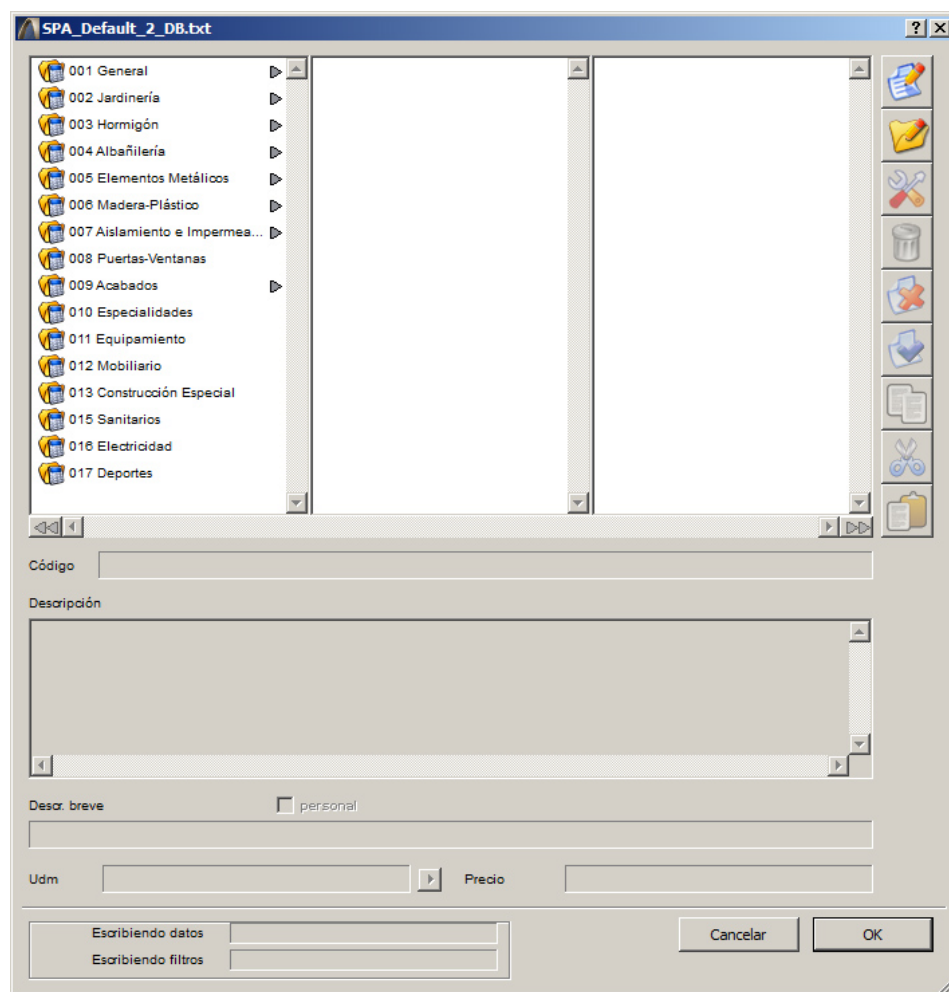 SPA_Default_2_DB.txt
001 General
002 Jardinería
003 Hormigón
004 Albañilería
005 Elementos Metálicos
006 Madera-Plástico
007 Aislamiento e Impermea...
008 Puertas-Ventanas
009 Acabados
010 Especialidades
011 Equipamiento
012 Mobiliario
013 Construcción Especial
015 Sanitarios
016 Electricidad
017 Deportes
Código
Descripción
Descr. breve personal
Udm Precio
Escribiendo datos
Escribiendo filtros
Cancelar OK